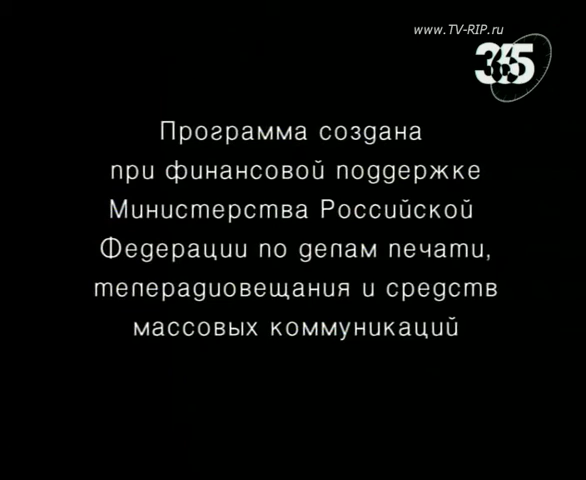 www.TV-RIP.ru
365
Программа создана
при финансовой поддержке
Министерства Российской
Федерации по делам печати,
телерадиовещания и средств
массовых коммуникаций